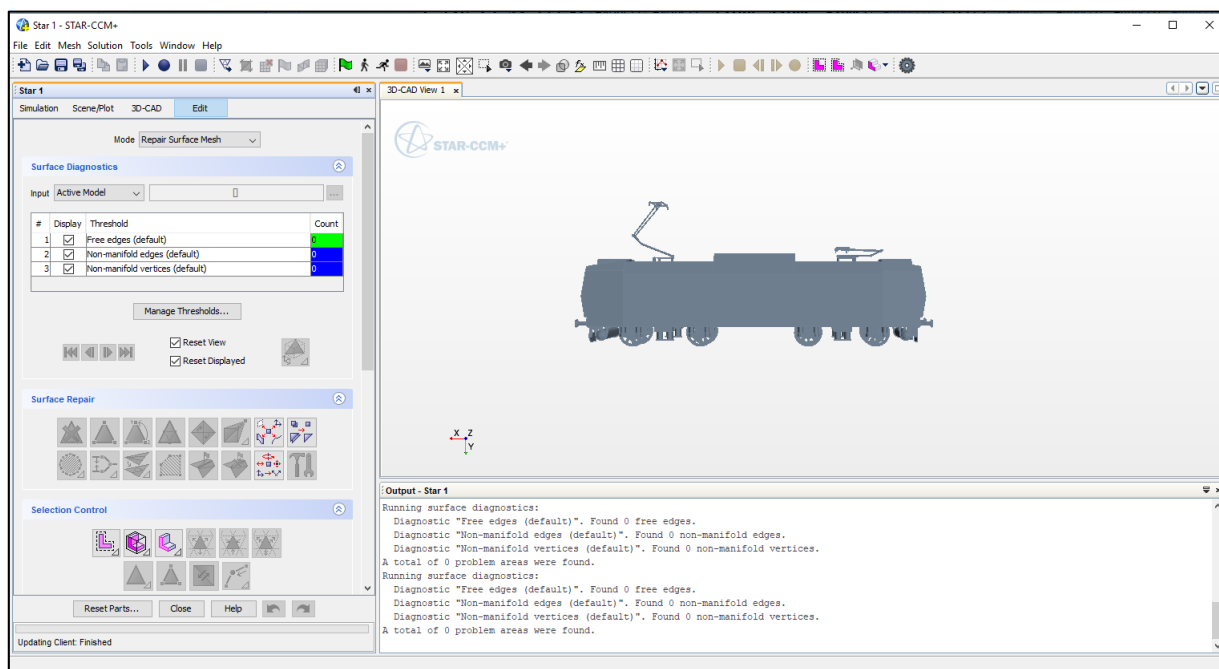 Star 1 - STAR-CCM+
File Edit Mesh Solution Tools Window Help
Star 1
Simulation Scene/Plot 3D-CAD Edit
Mode Repair Surface Mesh
Surface Diagnostics
Input Active Model [] ...
# Display Threshold Count
1 Free edges (default) 0
2 Non-manifold edges (default) 0
3 Non-manifold vertices (default) 0
Manage Thresholds...
Reset View
Reset Displayed
Surface Repair
Selection Control
Reset Parts... Close Help
Updating Client: Finished
3D-CAD View 1
STAR-CCM+
X Z
Y
Output - Star 1
Running surface diagnostics:
Diagnostic "Free edges (default)". Found 0 free edges.
Diagnostic "Non-manifold edges (default)". Found 0 non-manifold edges.
Diagnostic "Non-manifold vertices (default)". Found 0 non-manifold vertices.
A total of 0 problem areas were found.
Running surface diagnostics:
Diagnostic "Free edges (default)". Found 0 free edges.
Diagnostic "Non-manifold edges (default)". Found 0 non-manifold edges.
Diagnostic "Non-manifold vertices (default)". Found 0 non-manifold vertices.
A total of 0 problem areas were found.